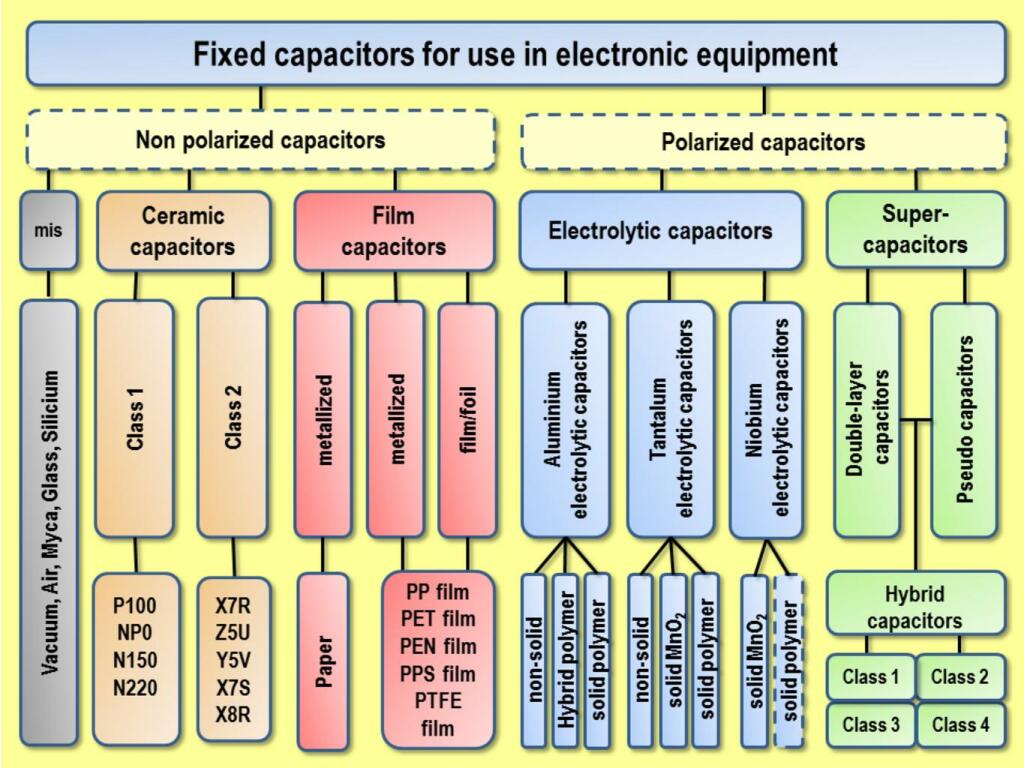 Fixed capacitors for use in electronic equipment
Non polarized capacitors
Polarized capacitors
mis
Ceramic
capacitors
Film
capacitors
Electrolytic capacitors
Super-
capacitors
Vacuum, Air, Myca, Glass, Silicium
Class 1
Class 2
metallized
metallized
film/foil
Aluminium
electrolytic capacitors
Tantalum
electrolytic capacitors
Niobium
electrolytic capacitors
Double-layer
capacitors
Pseudo capacitors
P100
NP0
N150
N220
X7R
Z5U
Y5V
X7S
X8R
Paper
PP film
PET film
PEN film
PPS film
PTFE
film
non-solid
Hybrid polymer
solid polymer
non-solid
solid MnO₂
solid polymer
solid MnO₂
solid polymer
Hybrid
capacitors
Class 1
Class 2
Class 3
Class 4